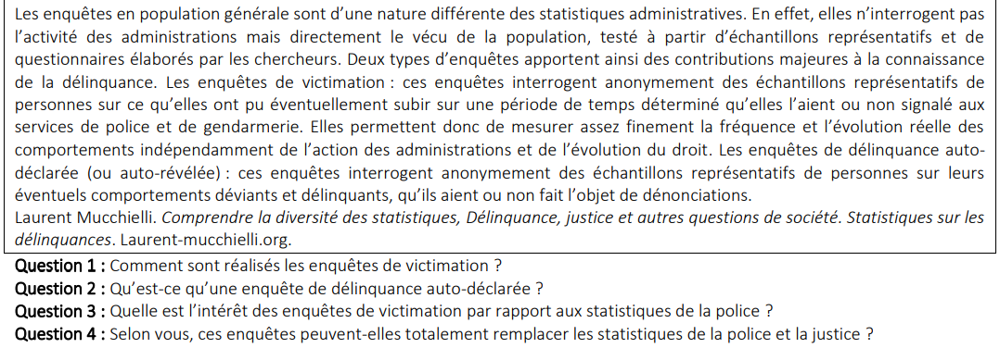 Les enquêtes en population générale sont d’une nature différente des statistiques administratives. En effet, elles n’interrogent pas
l’activité des administrations mais directement le vécu de la population, testé à partir d’échantillons représentatifs et de
questionnaires élaborés par les chercheurs. Deux types d’enquêtes apportent ainsi des contributions majeures à la connaissance
de la délinquance. Les enquêtes de victimation : ces enquêtes interrogent anonymement des échantillons représentatifs de
personnes sur ce qu’elles ont pu éventuellement subir sur une période de temps déterminé qu’elles l’aient ou non signalé aux
services de police et de gendarmerie. Elles permettent donc de mesurer assez finement la fréquence et l’évolution réelle des
comportements indépendamment de l’action des administrations et de l’évolution du droit. Les enquêtes de délinquance auto-
déclarée (ou auto-révélée) : ces enquêtes interrogent anonymement des échantillons représentatifs de personnes sur leurs
éventuels comportements déviants et délinquants, qu’ils aient ou non fait l’objet de dénonciations.
Laurent Mucchielli. Comprendre la diversité des statistiques, Délinquance, justice et autres questions de société. Statistiques sur les
délinquances. Laurent-mucchielli.org.
Question 1 : Comment sont réalisés les enquêtes de victimation ?
Question 2 : Qu’est-ce qu’une enquête de délinquance auto-déclarée ?
Question 3 : Quelle est l’intérêt des enquêtes de victimation par rapport aux statistiques de la police ?
Question 4 : Selon vous, ces enquêtes peuvent-elles totalement remplacer les statistiques de la police et la justice ?